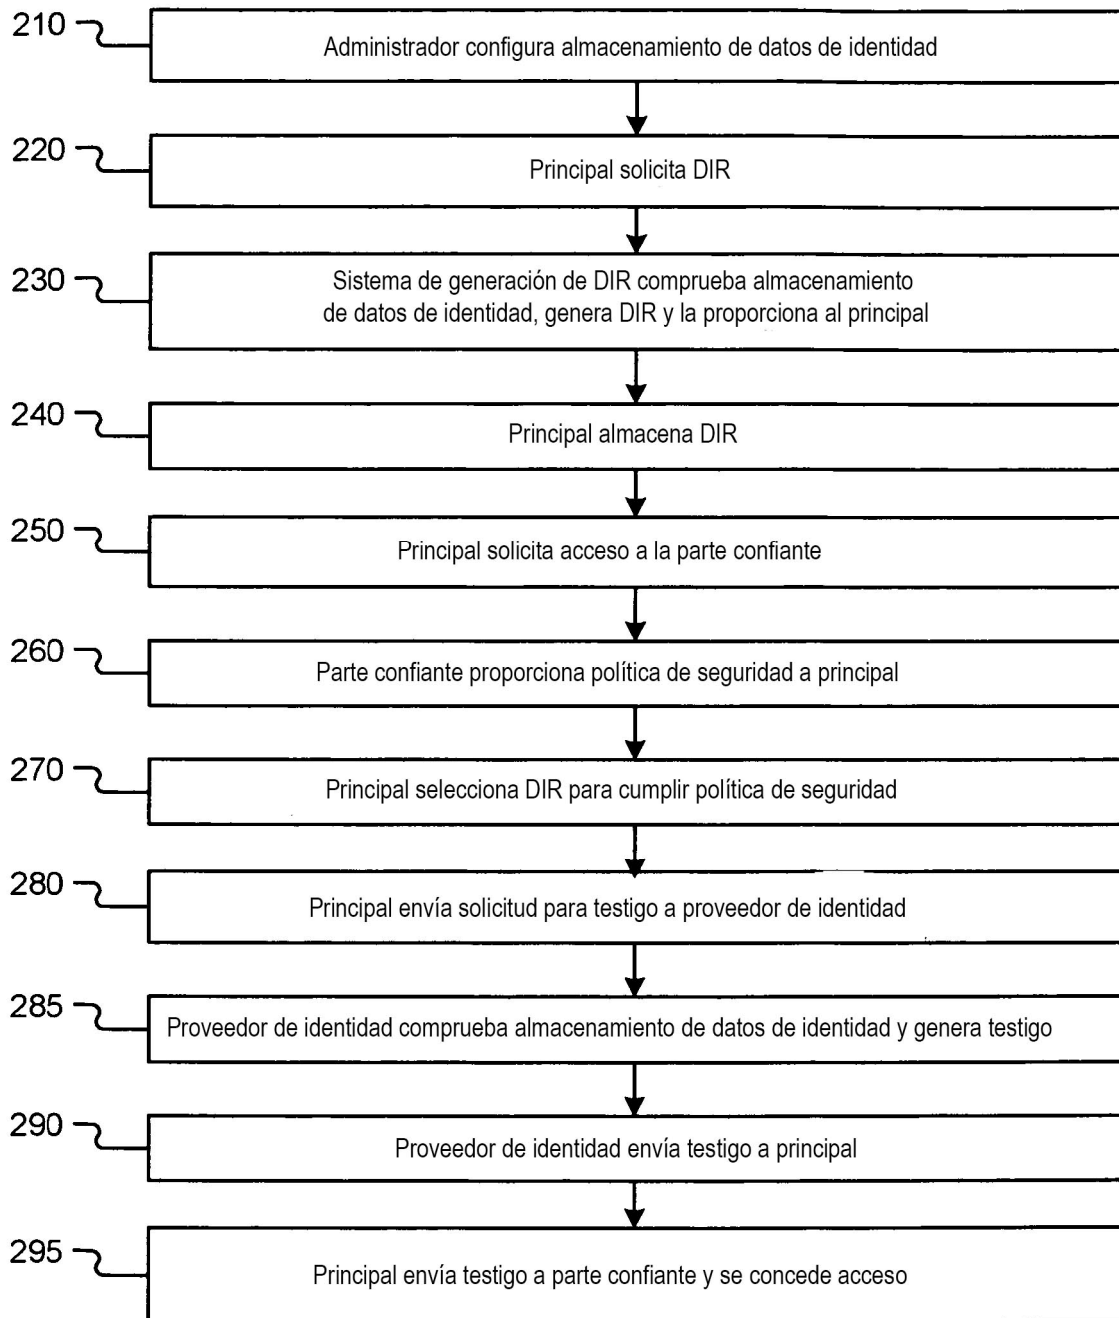 210
Administrador configura almacenamiento de datos de identidad
220
Principal solicita DIR
230
Sistema de generación de DIR comprueba almacenamiento
de datos de identidad, genera DIR y la proporciona al principal
240
Principal almacena DIR
250
Principal solicita acceso a la parte confiante
260
Parte confiante proporciona política de seguridad a principal
270
Principal selecciona DIR para cumplir política de seguridad
280
Principal envía solicitud para testigo a proveedor de identidad
285
Proveedor de identidad comprueba almacenamiento de datos de identidad y genera testigo
290
Proveedor de identidad envía testigo a principal
295
Principal envía testigo a parte confiante y se concede acceso